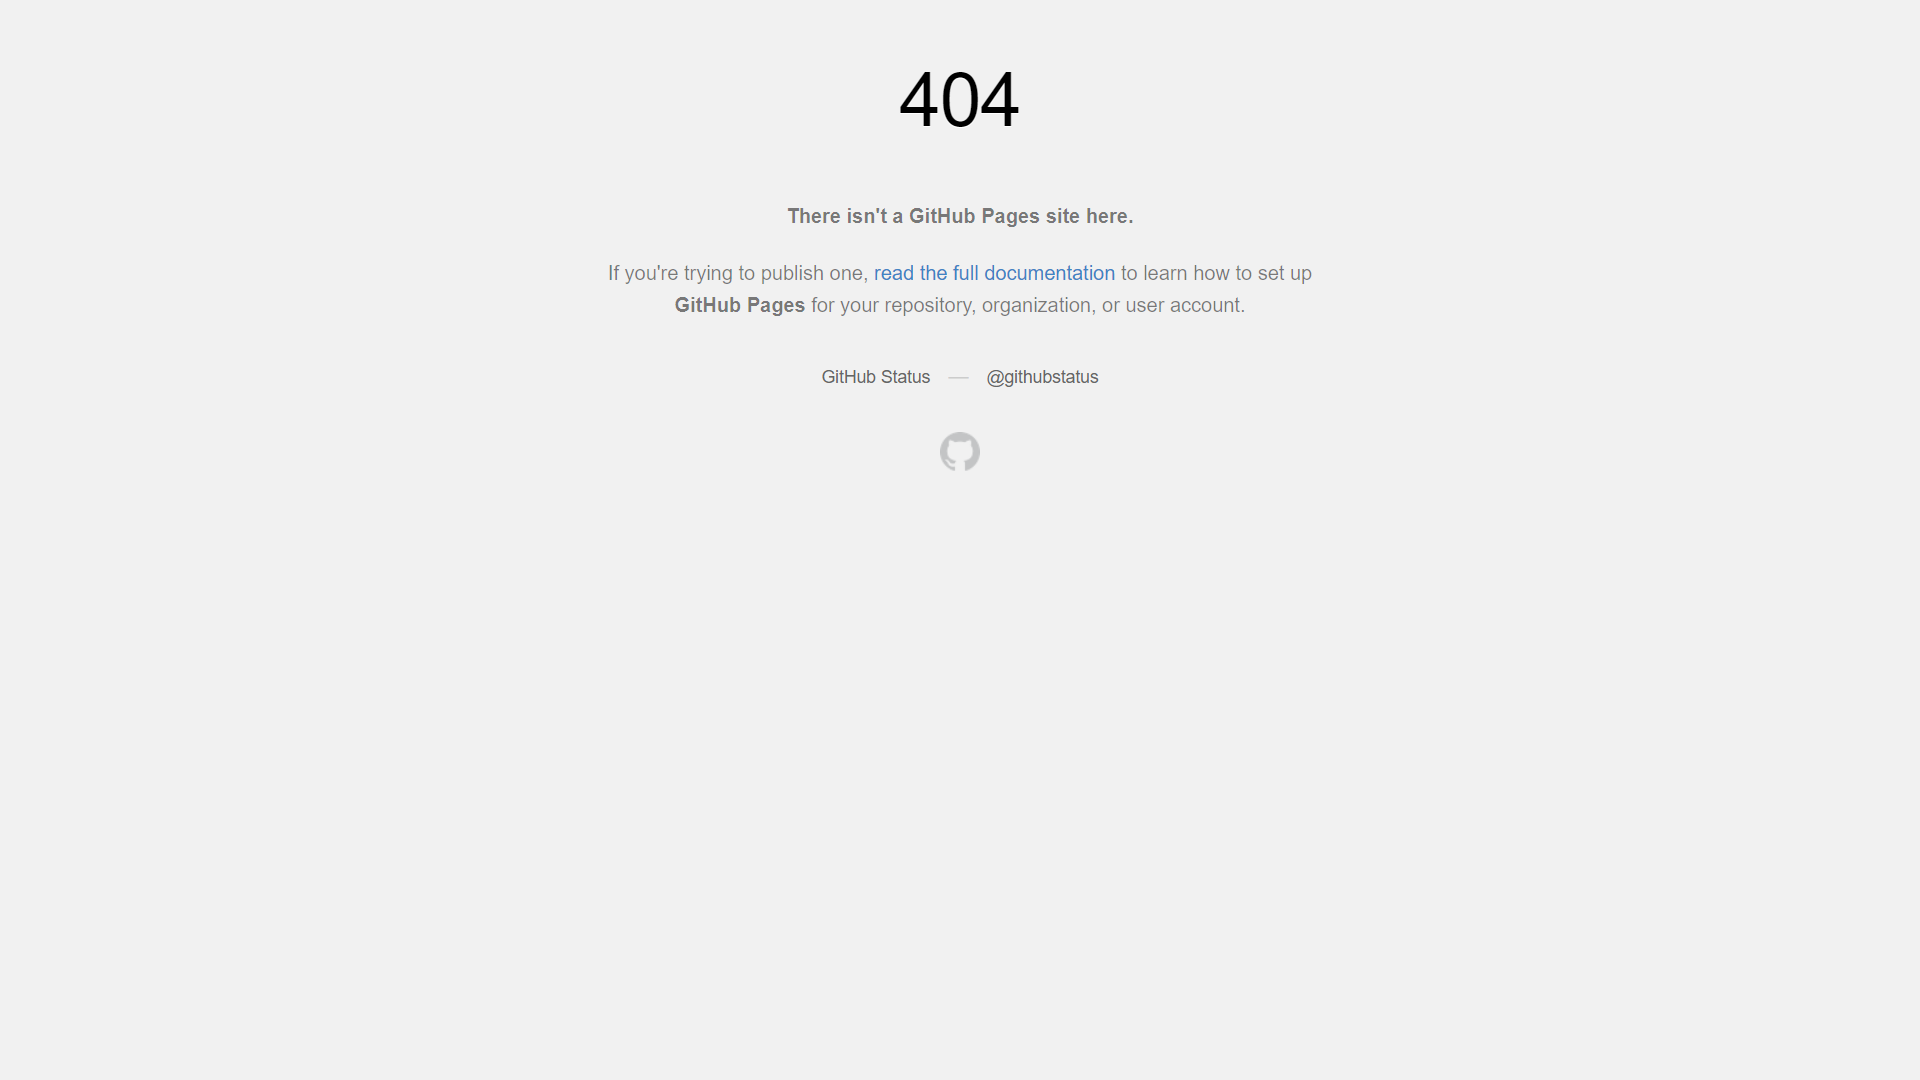 404
There isn't a GitHub Pages site here.
If you're trying to publish one, read the full documentation to learn how to set up
GitHub Pages for your repository, organization, or user account.
GitHub Status — @githubstatus